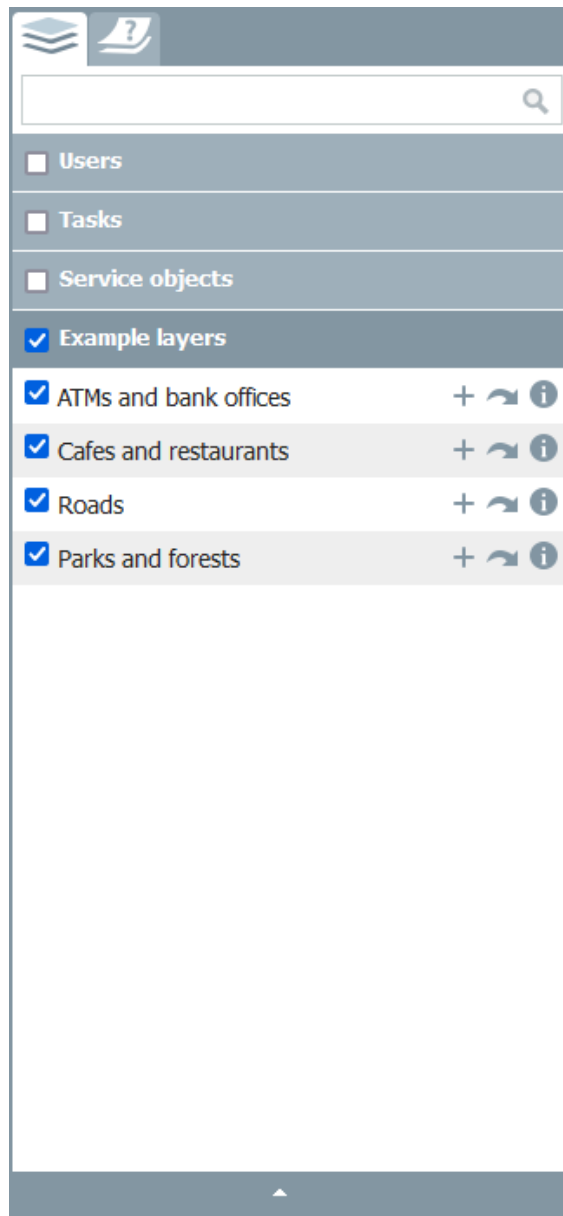 ?
Users
Tasks
Service objects
Example layers
ATMs and bank offices
Cafes and restaurants
Roads
Parks and forests